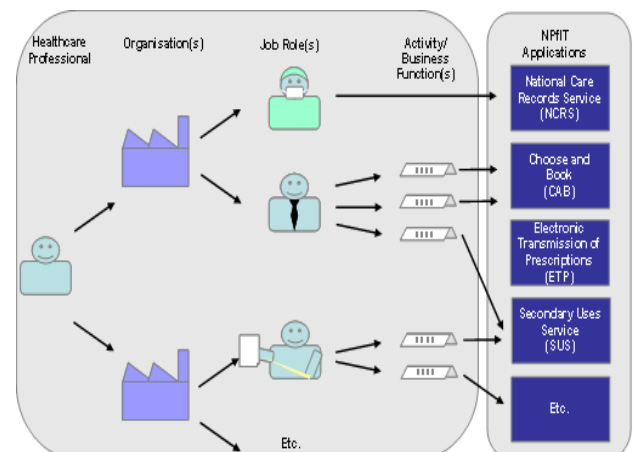 Healthcare
Professional
Organisation(s)
Job Role(s)
Activity/
Business
Function(s)
NPfIT
Applications
National Care
Records Service
(NCRS)
Choose and
Book
(CAB)
Electronic
Transmission of
Prescriptions
(ETP)
Secondary Uses
Service
(SUS)
Etc.
Etc.